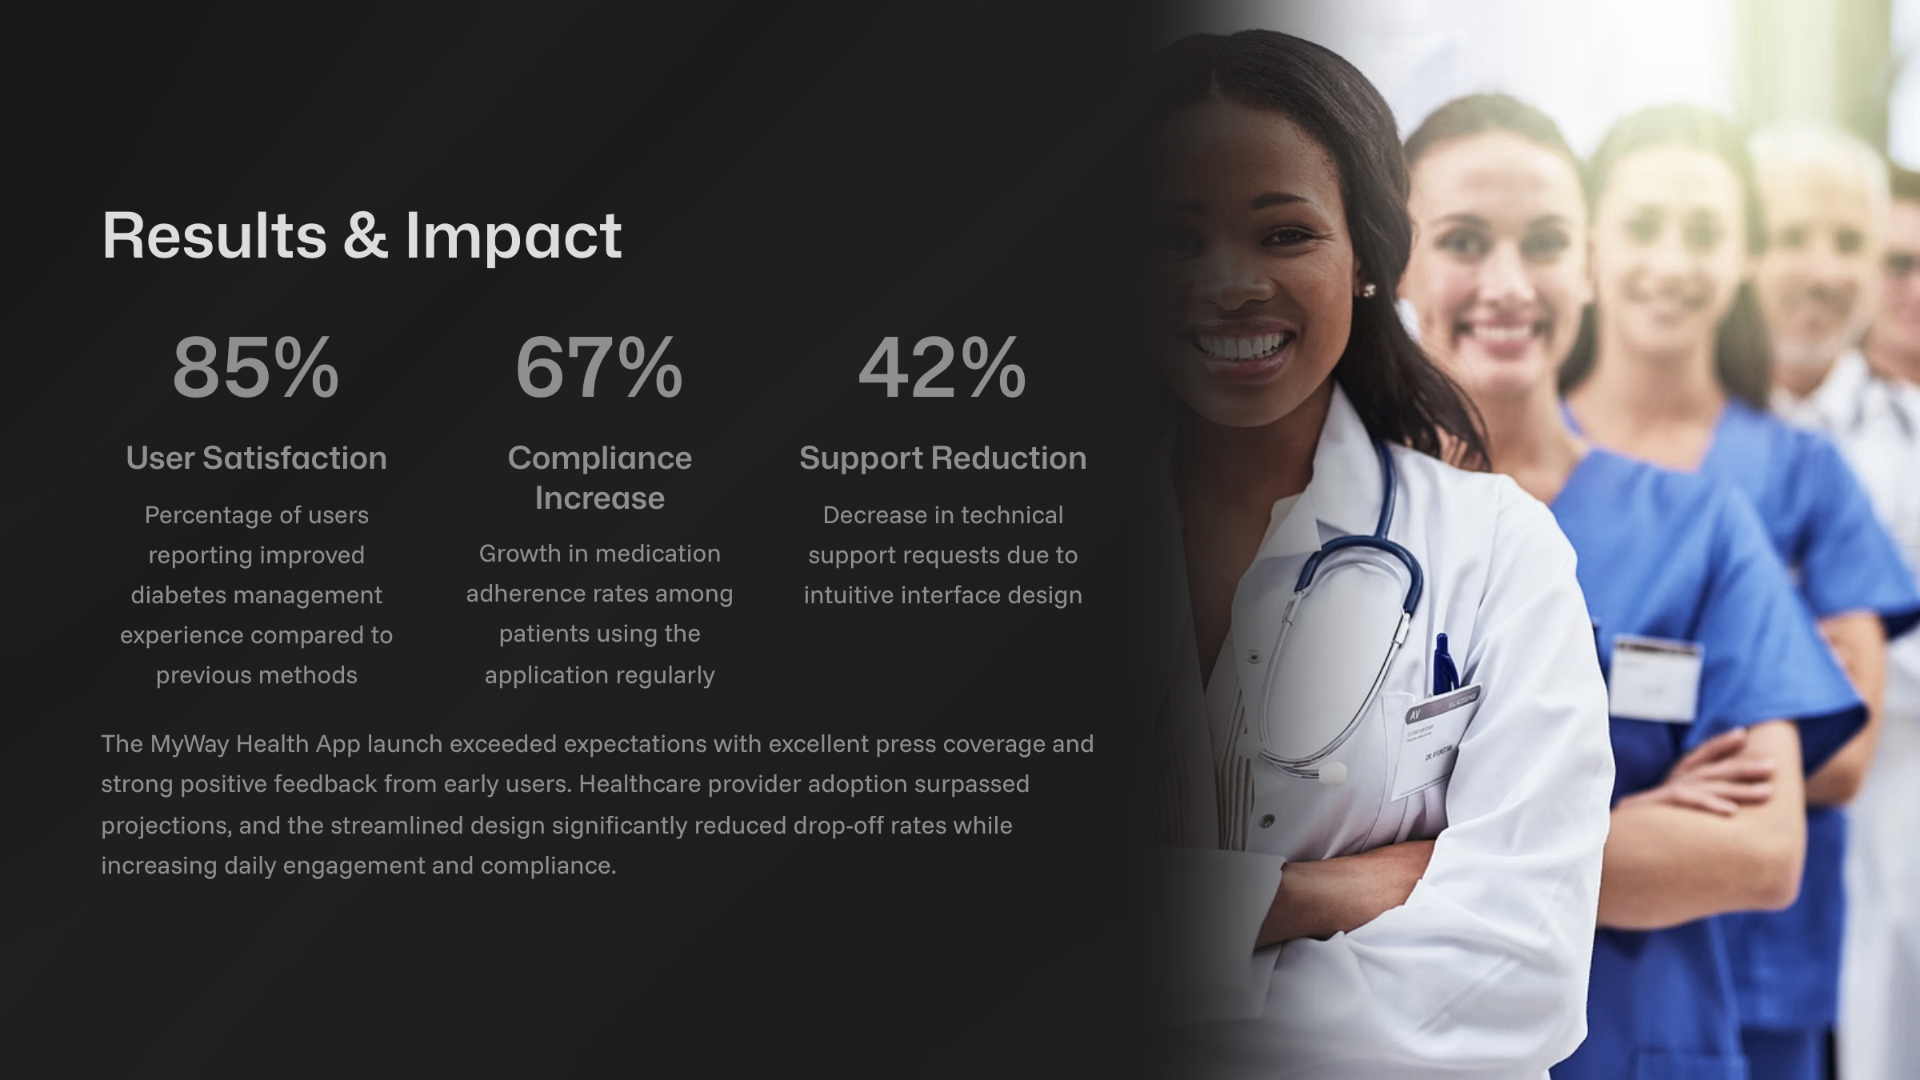 Results & Impact
85%
User Satisfaction
Percentage of users
reporting improved
diabetes management
experience compared to
previous methods
67%
Compliance
Increase
Growth in medication
adherence rates among
patients using the
application regularly
42%
Support Reduction
Decrease in technical
support requests due to
intuitive interface design
The MyWay Health App launch exceeded expectations with excellent press coverage and
strong positive feedback from early users. Healthcare provider adoption surpassed
projections, and the streamlined design significantly reduced drop-off rates while
increasing daily engagement and compliance.
AV